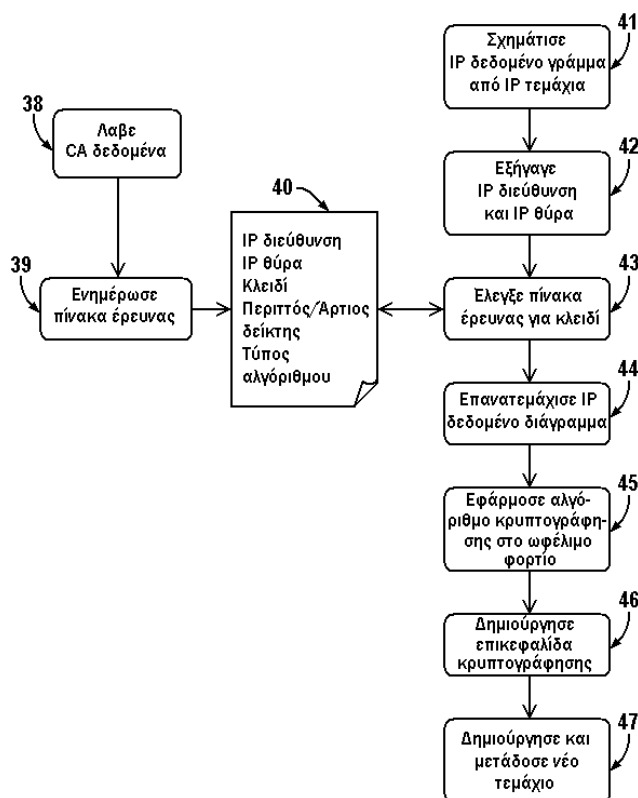 38
Λαβε
CA δεδομένα
39
Ενημέρωσε
πίνακα έρευνας
40
IP διεύθυνση
IP θύρα
Κλειδί
Περιττός/Άρτιος
δείκτης
Τύπος
αλγόριθμου
41
Σχημάτισε
IP δεδομένο γράμμα
από IP τεμάχια
42
Εξήγαγε
IP διεύθυνση
και IP θύρα
43
Έλεγξε πίνακα
έρευνας για κλειδί
44
Επανατεμάχισε IP
δεδομένο διάγραμμα
45
Εφάρμοσε αλγό-
ριθμο κρυπτογράφη-
σης στο ωφέλιμο
φορτίο
46
Δημιούργησε
επικεφαλίδα
κρυπτογράφησης
47
Δημιούργησε και
μετάδοσε νέο
τεμάχιο